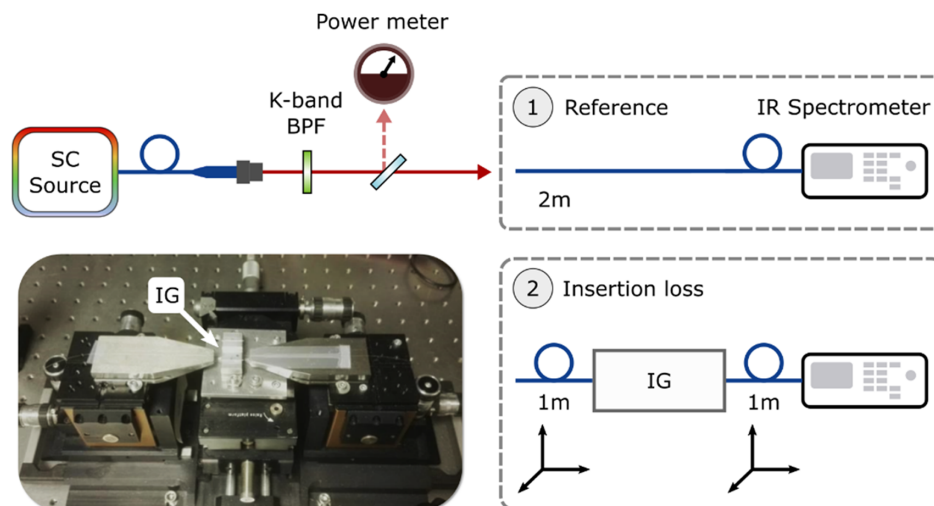 Power meter
K-band
BPF
SC
Source
1 Reference
IR Spectrometer
2m
IG
2 Insertion loss
IG
1m
1m